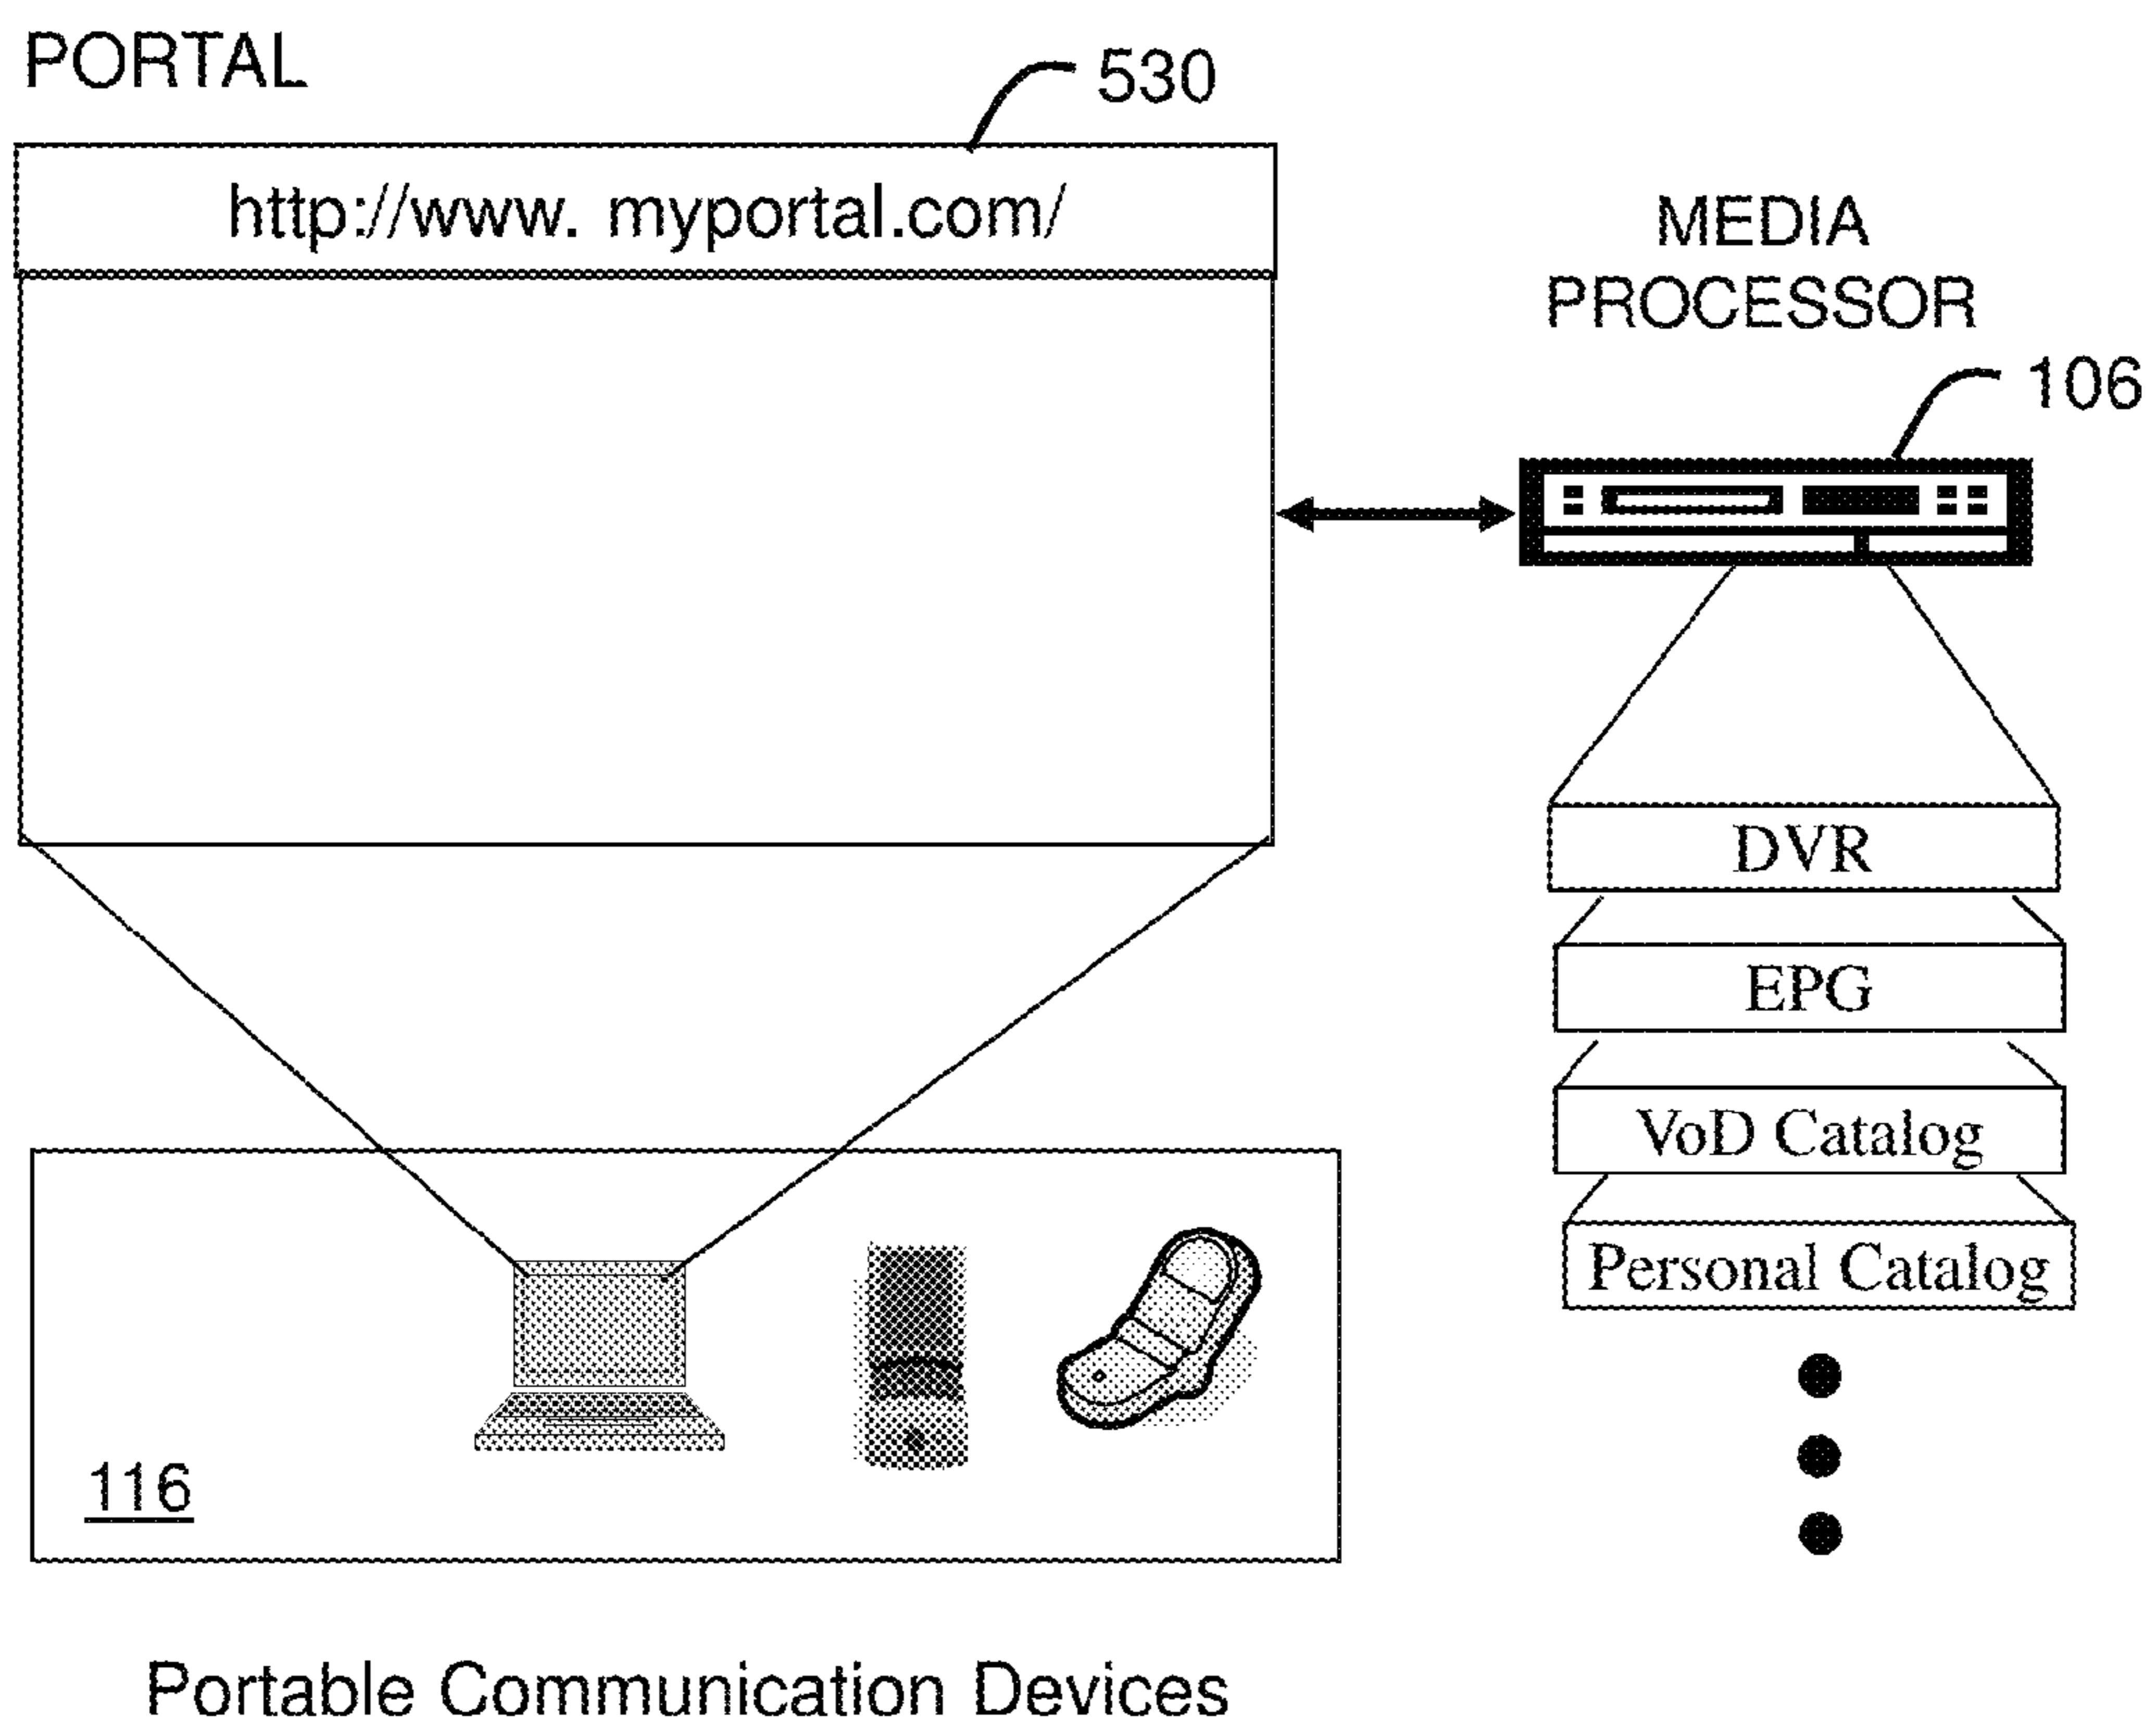 PORTAL
530
http://www. myportal.com/
MEDIA
PROCESSOR
106
DVR
EPG
VoD Catalog
Personal Catalog
116
Portable Communication Devices